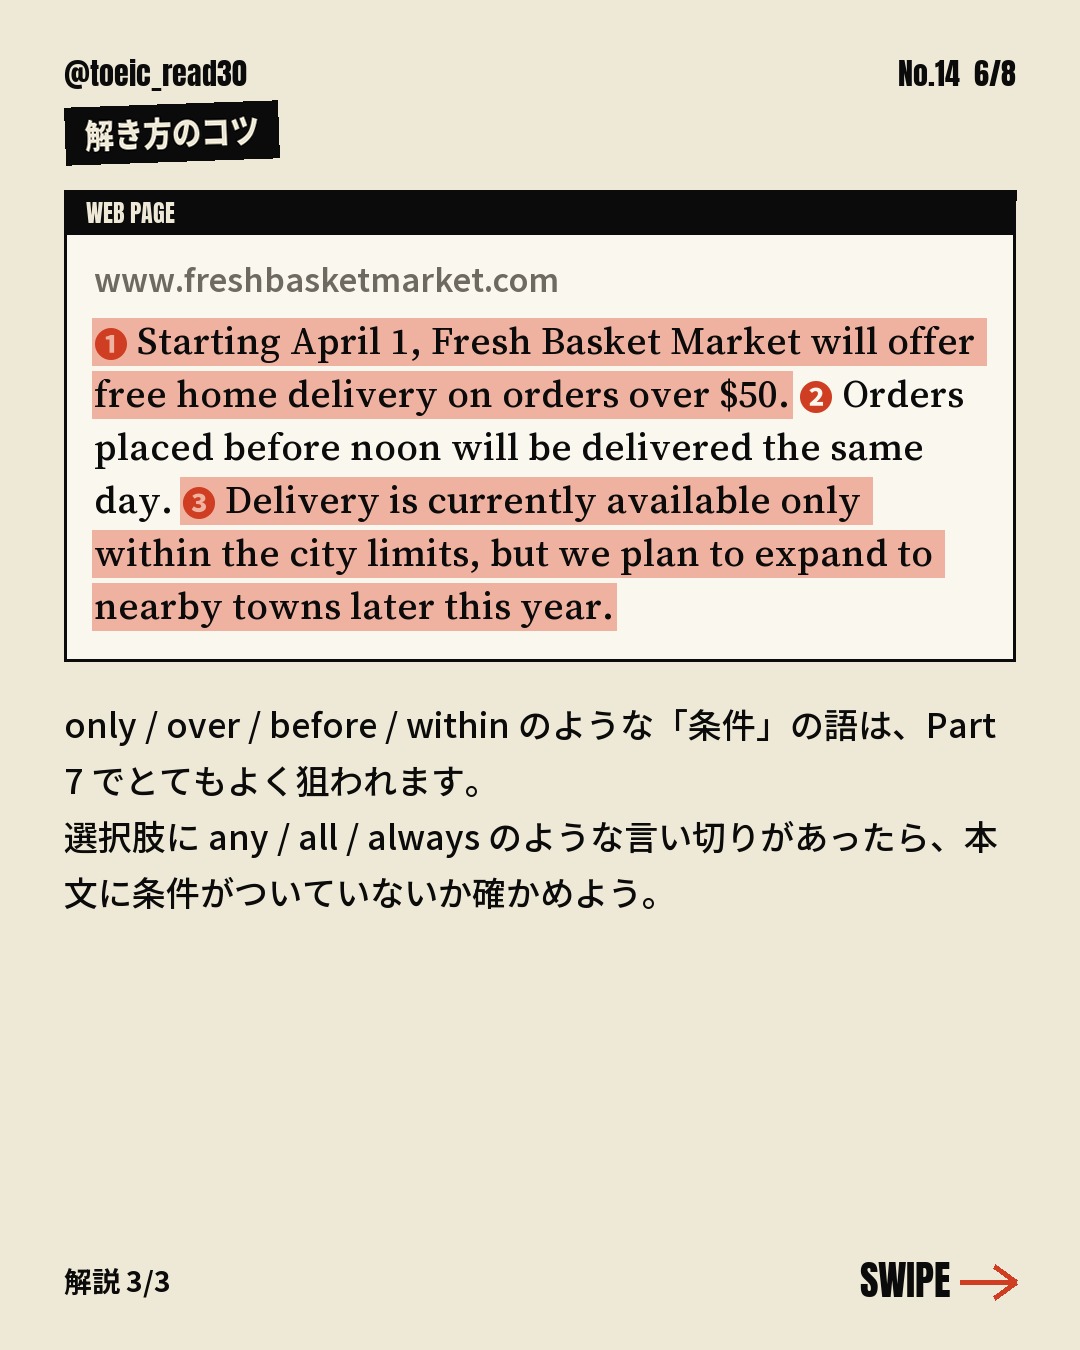 @toeic_read30
No.14 6/8
解き方のコツ
WEB PAGE
www.freshbasketmarket.com
❶ Starting April 1, Fresh Basket Market will offer
free home delivery on orders over $50. ❷ Orders
placed before noon will be delivered the same
day. ❸ Delivery is currently available only
within the city limits, but we plan to expand to
nearby towns later this year.
only / over / before / within のような「条件」の語は、Part
7 でとてもよく狙われます。
選択肢に any / all / always のような言い切りがあったら、本
文に条件がついていないか確かめよう。
解説 3/3
SWIPE